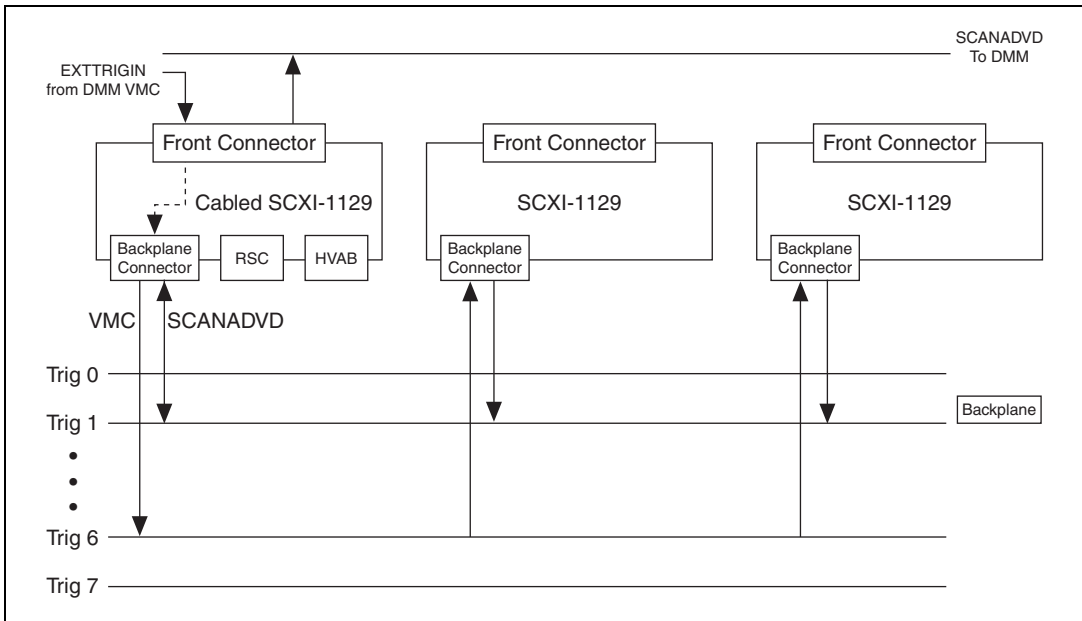 SCANADVD
To DMM
EXTTRIGIN
from DMM VMC
Front Connector
Front Connector
Front Connector
Cabled SCXI-1129
SCXI-1129
SCXI-1129
Backplane
Connector
RSC
HVAB
Backplane
Connector
Backplane
Connector
VMC
SCANADVD
Trig 0
Trig 1
Backplane
Trig 6
Trig 7